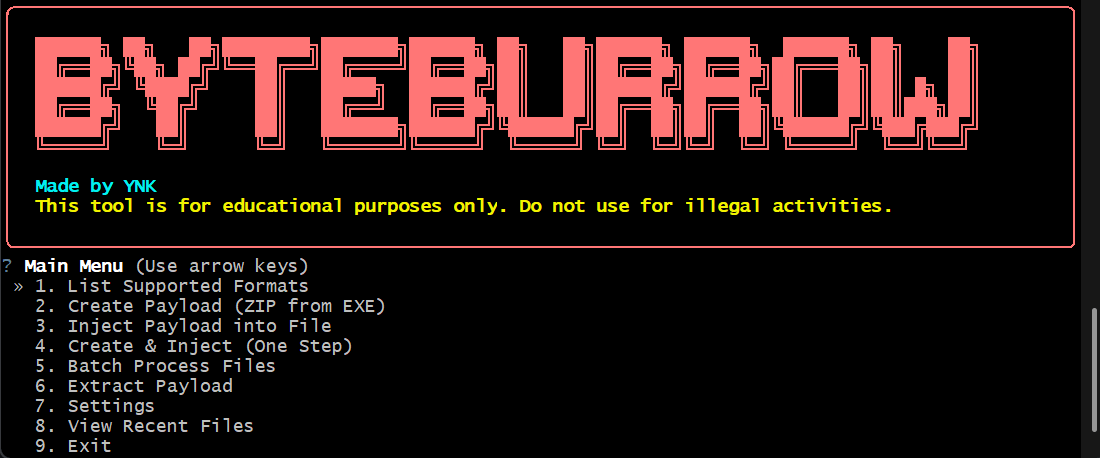 BYTEBURROW
Made by YNK
This tool is for educational purposes only. Do not use for illegal activities.
? Main Menu (Use arrow keys)
» 1. List Supported Formats
2. Create Payload (ZIP from EXE)
3. Inject Payload into File
4. Create & Inject (One Step)
5. Batch Process Files
6. Extract Payload
7. Settings
8. View Recent Files
9. Exit